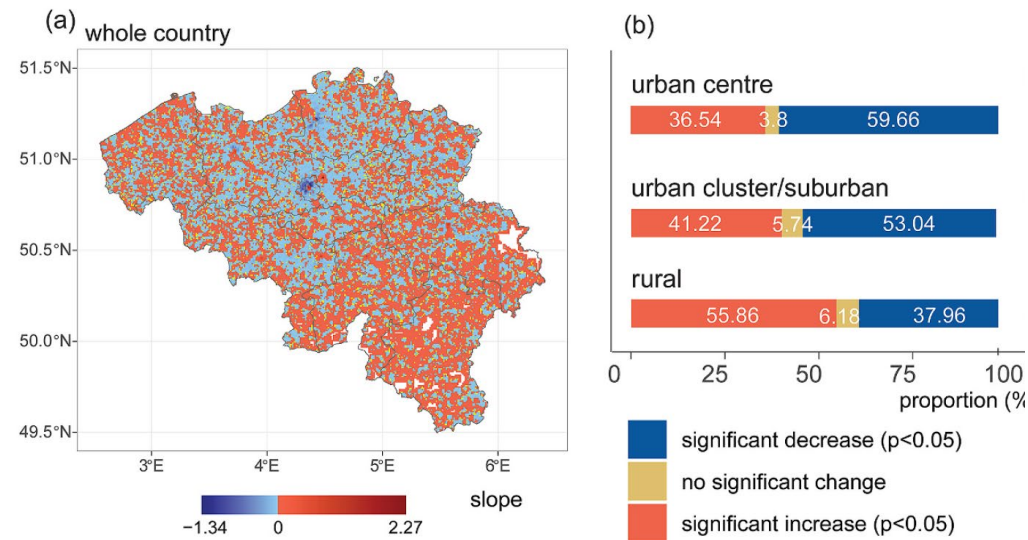 (a)
whole country
51.5°N
51.0°N
50.5°N
50.0°N
49.5°N
3°E 4°E 5°E 6°E
slope
−1.34 0 2.27
(b)
urban centre
36.54 3.8 59.66
urban cluster/suburban
41.22 5.74 53.04
rural
55.86 6.18 37.96
0 25 50 75 100
proportion (%
significant decrease (p<0.05)
no significant change
significant increase (p<0.05)